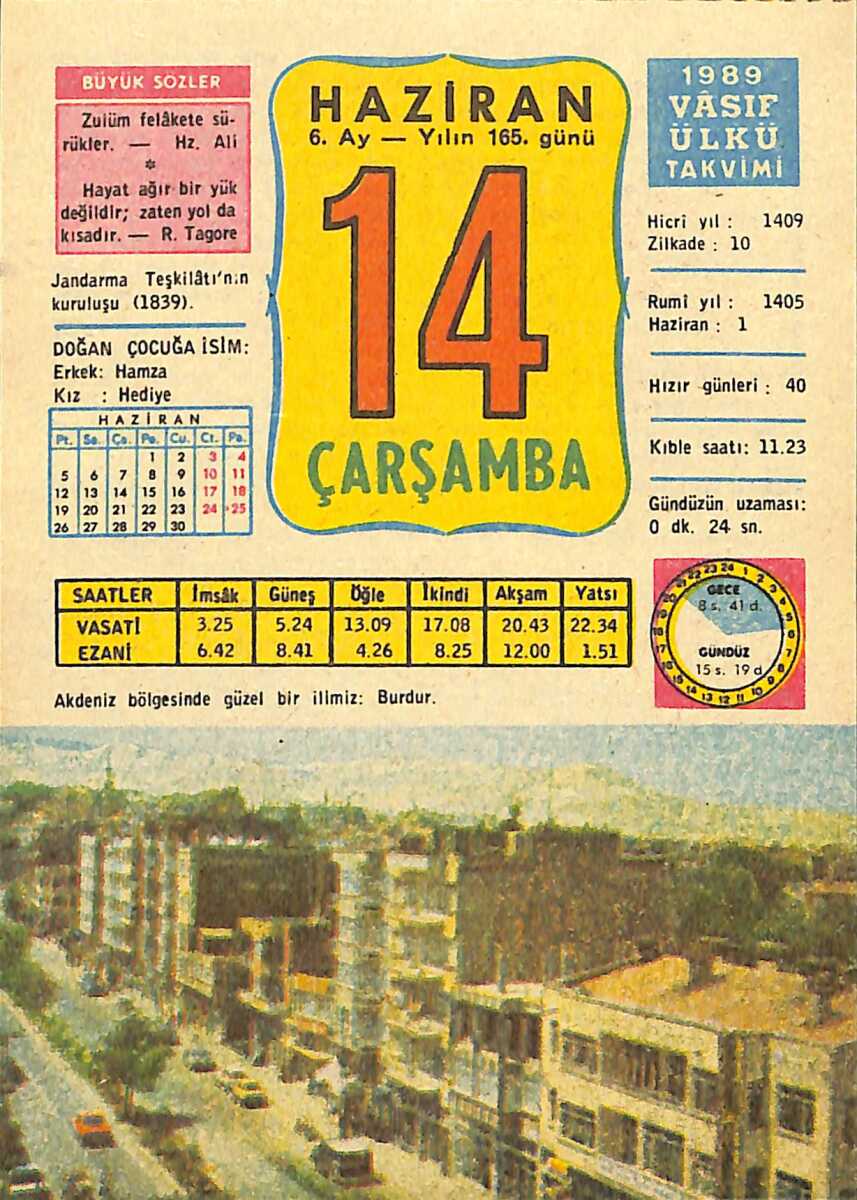 BÜYÜK SÖZLER
Zulüm felâkete sü-
rükler. — Hz. Ali
*
Hayat ağır bir yük
değildir; zaten yol da
kısadır. — R. Tagore
Jandarma Teşkilâtı'nın
kuruluşu (1839).
DOĞAN ÇOCUĞA İSİM:
Erkek: Hamza
Kız : Hediye
HAZİRAN
Pt. Sa. Ça. Pe. Cu. Ct. Pa.
1 2 3 4
5 6 7 8 9 10 11
12 13 14 15 16 17 18
19 20 21 22 23 24 25
26 27 28 29 30
HAZİRAN
6. Ay — Yılın 165. günü
14
ÇARŞAMBA
1989
VÂSIF
ÜLKÜ
TAKVİMİ
Hicrî yıl : 1409
Zilkade : 10
Rumî yıl : 1405
Haziran : 1
Hızır günleri : 40
Kıble saatı: 11.23
Gündüzün uzaması:
0 dk. 24 sn.
SAATLER İmsâk Güneş Öğle İkindi Akşam Yatsı
VASATİ 3.25 5.24 13.09 17.08 20.43 22.34
EZANİ 6.42 8.41 4.26 8.25 12.00 1.51
GECE
8 s. 41 d.
GÜNDÜZ
15 s. 19 d
Akdeniz bölgesinde güzel bir ilimiz: Burdur.